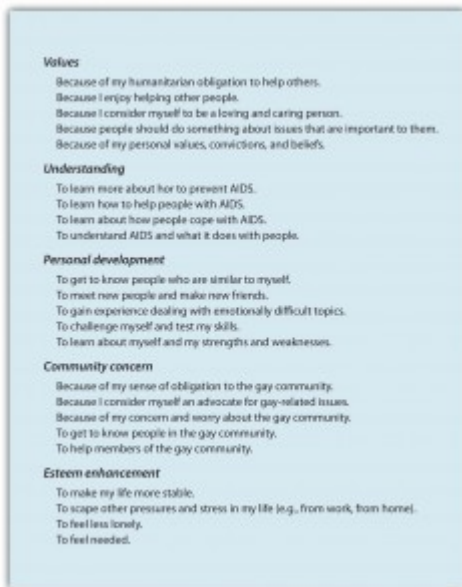 Values
Because of my humanitarian obligation to help others.
Because I enjoy helping other people.
Because I consider myself to be a loving and caring person.
Because people should do something about issues that are important to them.
Because of my personal values, convictions, and beliefs.
Understanding
To learn more about hor to prevent AIDS.
To learn how to help people with AIDS.
To learn about how people cope with AIDS.
To understand AIDS and what it does with people.
Personal development
To get to know people who are similar to myself.
To meet new people and make new friends.
To gain experience dealing with emotionally difficult topics.
To challenge myself and test my skills.
To learn about myself and my strengths and weaknesses.
Community concern
Because of my sense of obligation to the gay community.
Because I consider myself an advocate for gay-related issues.
Because of my concern and worry about the gay community.
To get to know people in the gay community.
To help members of the gay community.
Esteem enhancement
To make my life more stable.
To scape other pressures and stress in my life (e.g., from work, from home).
To feel less lonely.
To feel needed.